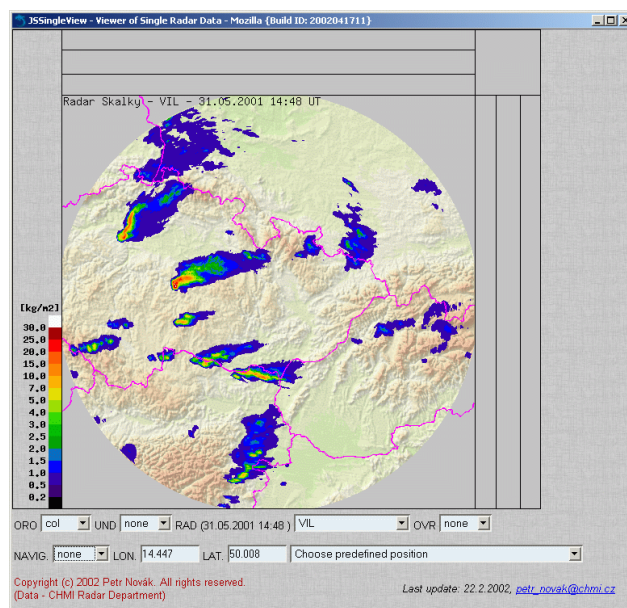 JSSingleView - Viewer of Single Radar Data - Mozilla {Build ID: 2002041711}
Radar Skalky - VIL - 31.05.2001 14:48 UT
[kg/m2]
30.0
25.0
20.0
15.0
10.0
7.0
5.0
4.0
3.0
2.5
2.0
1.5
1.0
0.5
0.2
ORO col UND none RAD (31.05.2001 14:48 ) VIL OVR none
NAVIG. none LON. 14.447 LAT. 50.008 Choose predefined position
Copyright (c) 2002 Petr Novák. All rights reserved.
(Data - CHMI Radar Department)
Last update: 22.2.2002, petr_novak@chmi.cz